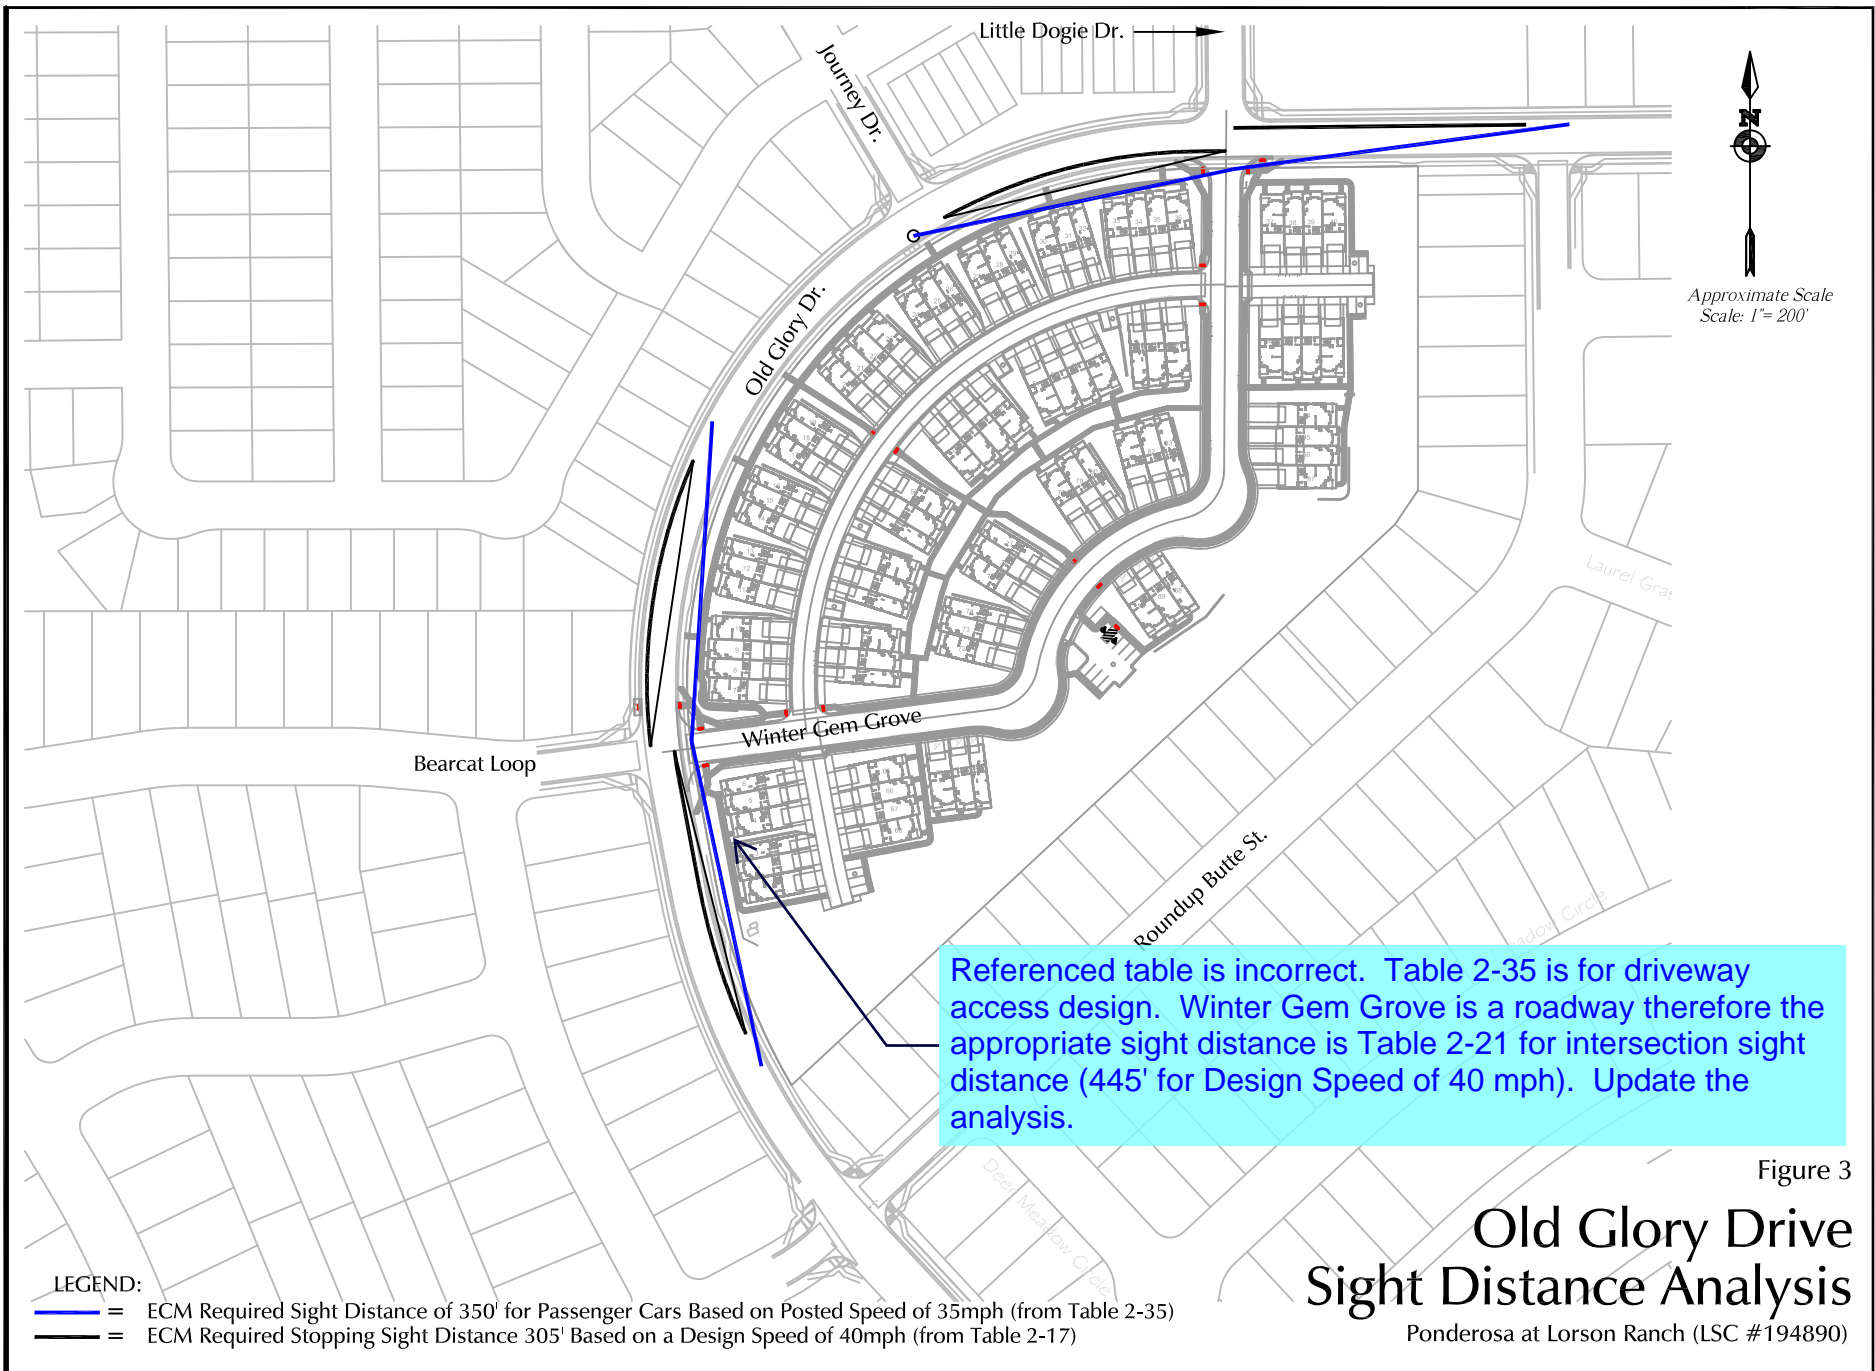 Little Dogie Dr.
Journey Dr.
N
Approximate Scale
Scale: 1"= 200'
Old Glory Dr.
Laurel Gras
Winter Gem Grove
Bearcat Loop
Roundup Butte St.
Meadow Circle
Referenced table is incorrect. Table 2-35 is for driveway
access design. Winter Gem Grove is a roadway therefore the
appropriate sight distance is Table 2-21 for intersection sight
distance (445' for Design Speed of 40 mph). Update the
analysis.
Deer Meadow Circle
Figure 3
Old Glory Drive
Sight Distance Analysis
Ponderosa at Lorson Ranch (LSC #194890)
LEGEND:
= ECM Required Sight Distance of 350' for Passenger Cars Based on Posted Speed of 35mph (from Table 2-35)
= ECM Required Stopping Sight Distance 305' Based on a Design Speed of 40mph (from Table 2-17)